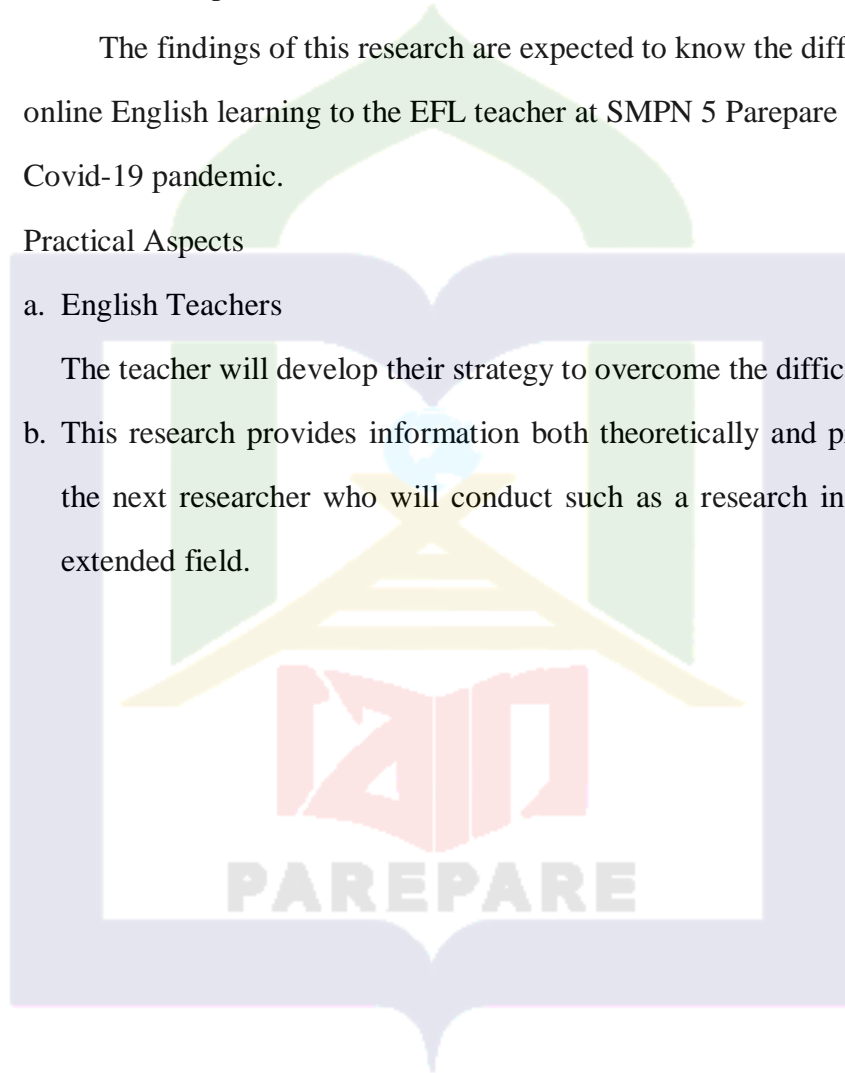 The findings of this research are expected to know the
online English learning to the EFL teacher at SMPN 5 Parepare
Covid-19 pandemic.
Practical Aspects
a. English Teachers
The teacher will develop their strategy to overcome the
b. This research provides information both theoretically and
the next researcher who will conduct such as a research in
extended field.
iain
PAREPARE